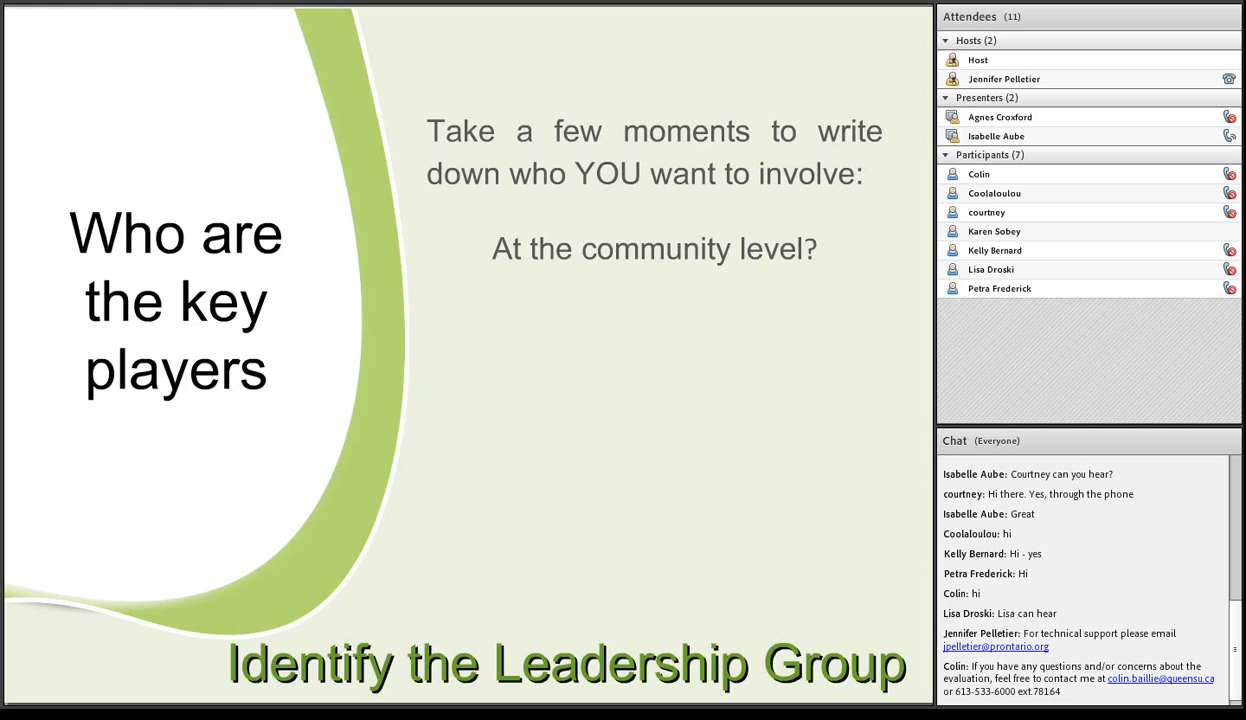 Who are
the key
players
Take a few moments to write
down who YOU want to involve:
At the community level?
Identify the Leadership Group
Attendees (11)
Hosts (2)
Host
Jennifer Pelletier
Presenters (2)
Agnes Croxford
Isabelle Aube
Participants (7)
Colin
Coolaloulou
courtney
Karen Sobey
Kelly Bernard
Lisa Droski
Petra Frederick
Chat (Everyone)
Isabelle Aube: Courtney can you hear?
courtney: Hi there. Yes, through the phone
Isabelle Aube: Great
Coolaloulou: hi
Kelly Bernard: Hi - yes
Petra Frederick: Hi
Colin: hi
Lisa Droski: Lisa can hear
Jennifer Pelletier: For technical support please email
jpelletier@prontario.org
Colin: If you have any questions and/or concerns about the
evaluation, feel free to contact me at colin.baillie@queensu.ca
or 613-533-6000 ext.78164